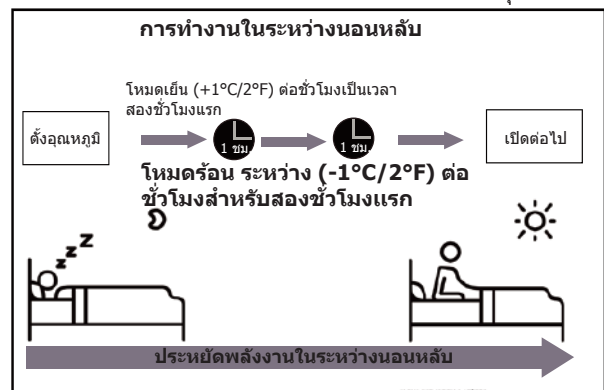 การทำงานในระหว่างนอนหลับ
โหมดเย็น (+1°C/2°F) ต่อชั่วโมงเป็นเวลา
สองชั่วโมงแรก
ตั้งอุณหภูมิ
1 ชม.
1 ชม.
เปิดต่อไป
โหมดร้อน ระหว่าง (-1°C/2°F) ต่อ
ชั่วโมงสำหรับสองชั่วโมงแรก
z z z z
ประหยัดพลังงานในระหว่างนอนหลับ